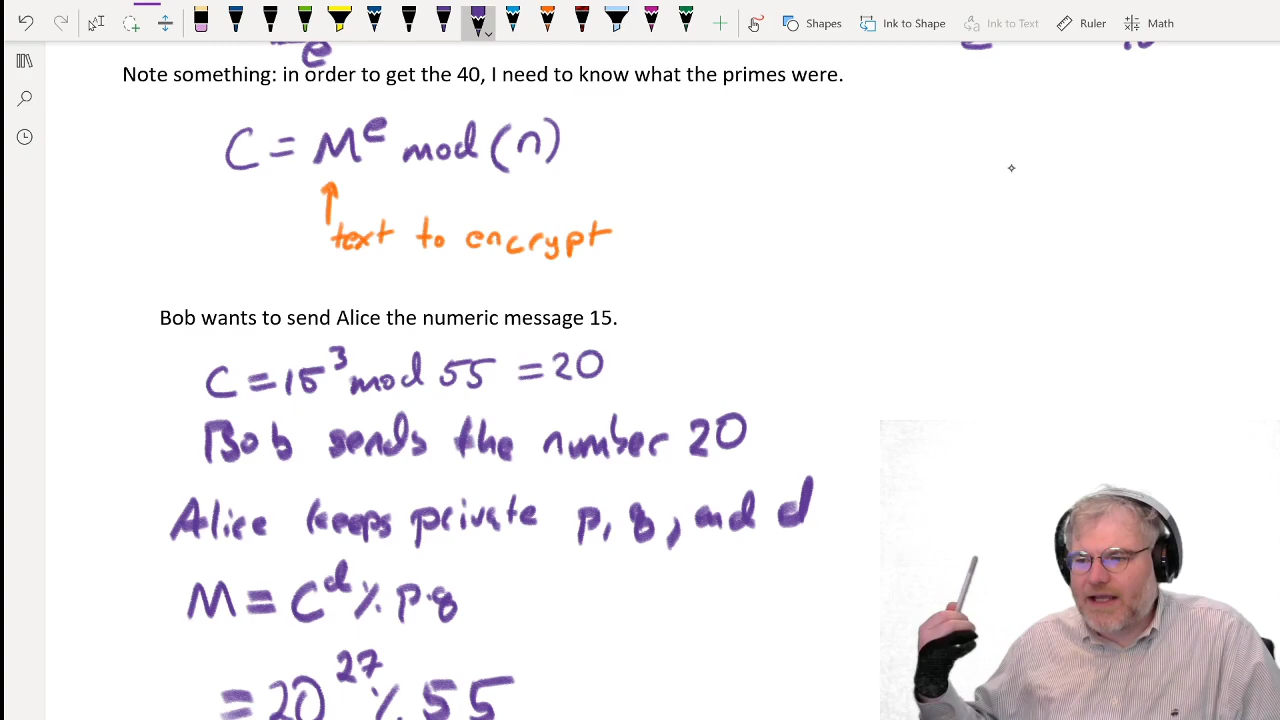 Shapes Ink to Shape Ink to Text Ruler Math
e
Note something: in order to get the 40, I need to know what the primes were.
C = M^e mod (n)
text to encrypt
Bob wants to send Alice the numeric message 15.
C = 15^3 mod 55 = 20
Bob sends the number 20
Alice keeps private p, q, and d
M = C^d % p·q
= 20^27 % 55